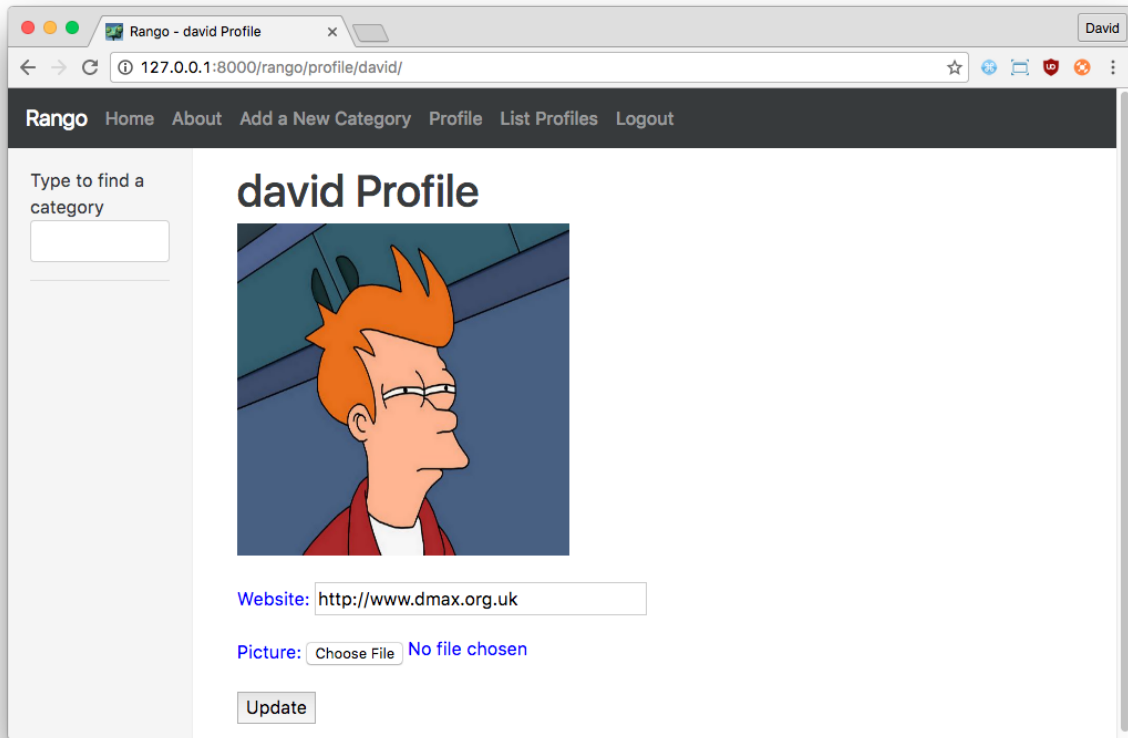 Rango - david Profile
David
127.0.0.1:8000/rango/profile/david/
Rango Home About Add a New Category Profile List Profiles Logout
Type to find a
category
david Profile
Website: http://www.dmax.org.uk
Picture: Choose File No file chosen
Update